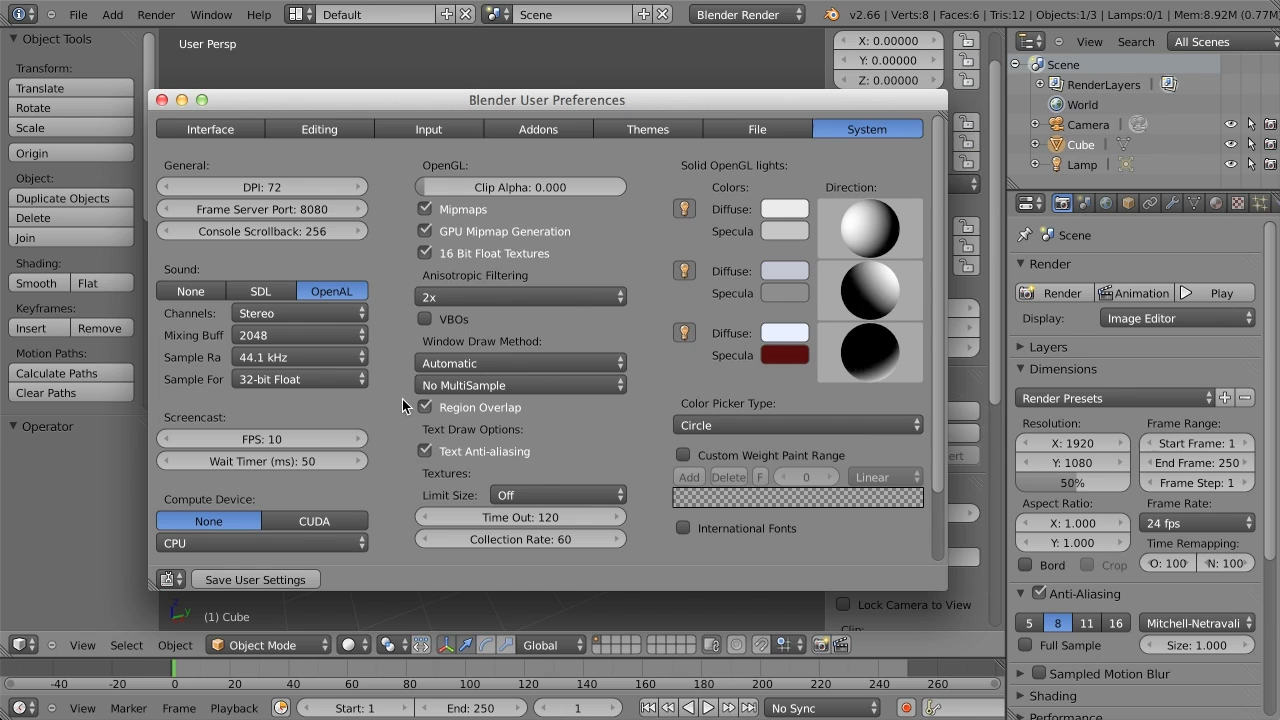 File Add Render Window Help Default Scene Blender Render v2.66 | Verts:8 | Faces:6 | Tris:12 | Objects:1/3 | Lamps:0/1 | Mem:8.92M (0.77M
Object Tools
Transform:
Translate
Rotate
Scale
Origin
Object:
Duplicate Objects
Delete
Join
Shading:
Smooth Flat
Keyframes:
Insert Remove
Motion Paths:
Calculate Paths
Clear Paths
Operator
User Persp
X: 0.00000
Y: 0.00000
Z: 0.00000
Blender User Preferences
Interface Editing Input Addons Themes File System
General:
DPI: 72
Frame Server Port: 8080
Console Scrollback: 256
Sound:
None SDL OpenAL
Channels: Stereo
Mixing Buff 2048
Sample Ra 44.1 kHz
Sample For 32-bit Float
Screencast:
FPS: 10
Wait Timer (ms): 50
Compute Device:
None CUDA
CPU
OpenGL:
Clip Alpha: 0.000
Mipmaps
GPU Mipmap Generation
16 Bit Float Textures
Anisotropic Filtering
2x
VBOs
Window Draw Method:
Automatic
No MultiSample
Region Overlap
Text Draw Options:
Text Anti-aliasing
Textures:
Limit Size: Off
Time Out: 120
Collection Rate: 60
Solid OpenGL lights:
Colors: Direction:
Diffuse:
Specula
Diffuse:
Specula
Diffuse:
Specula
Color Picker Type:
Circle
Custom Weight Paint Range
Add Delete F 0 Linear
International Fonts
Save User Settings
(1) Cube
Lock Camera to View
View Select Object Object Mode Global
-40 -20 0 20 40 60 80 100 120 140 160 180 200 220 240 260
View Marker Frame Playback Start: 1 End: 250 1 No Sync
View Search All Scenes
Scene
RenderLayers
World
Camera
Cube
Lamp
Scene
Render
Render Animation Play
Display: Image Editor
Layers
Dimensions
Render Presets
Resolution: Frame Range:
X: 1920 Start Frame: 1
Y: 1080 End Frame: 250
50% Frame Step: 1
Aspect Ratio: Frame Rate:
X: 1.000 24 fps
Y: 1.000 Time Remapping:
Bord Crop O: 100 N: 100
Anti-Aliasing
5 8 11 16 Mitchell-Netravali
Full Sample Size: 1.000
Sampled Motion Blur
Shading